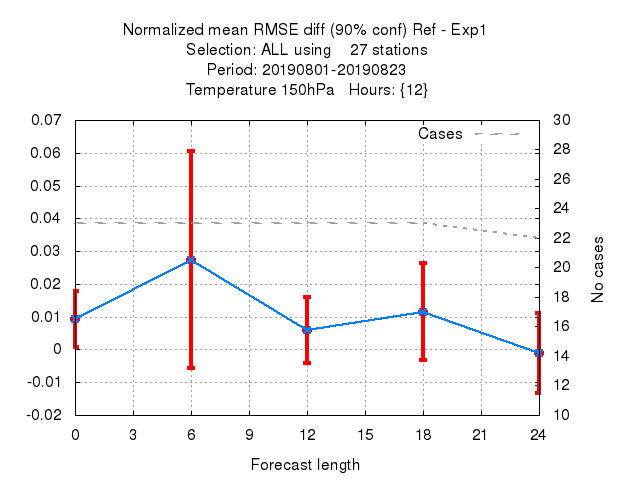 Normalized mean RMSE diff (90% conf) Ref - Exp1
Selection: ALL using 27 stations
Period: 20190801-20190823
Temperature 150hPa Hours: {12}
Cases
0.07
0.06
0.05
0.04
0.03
0.02
0.01
0
-0.01
-0.02
30
28
26
24
22
20
18
16
14
12
10
No cases
0 3 6 9 12 15 18 21 24
Forecast length